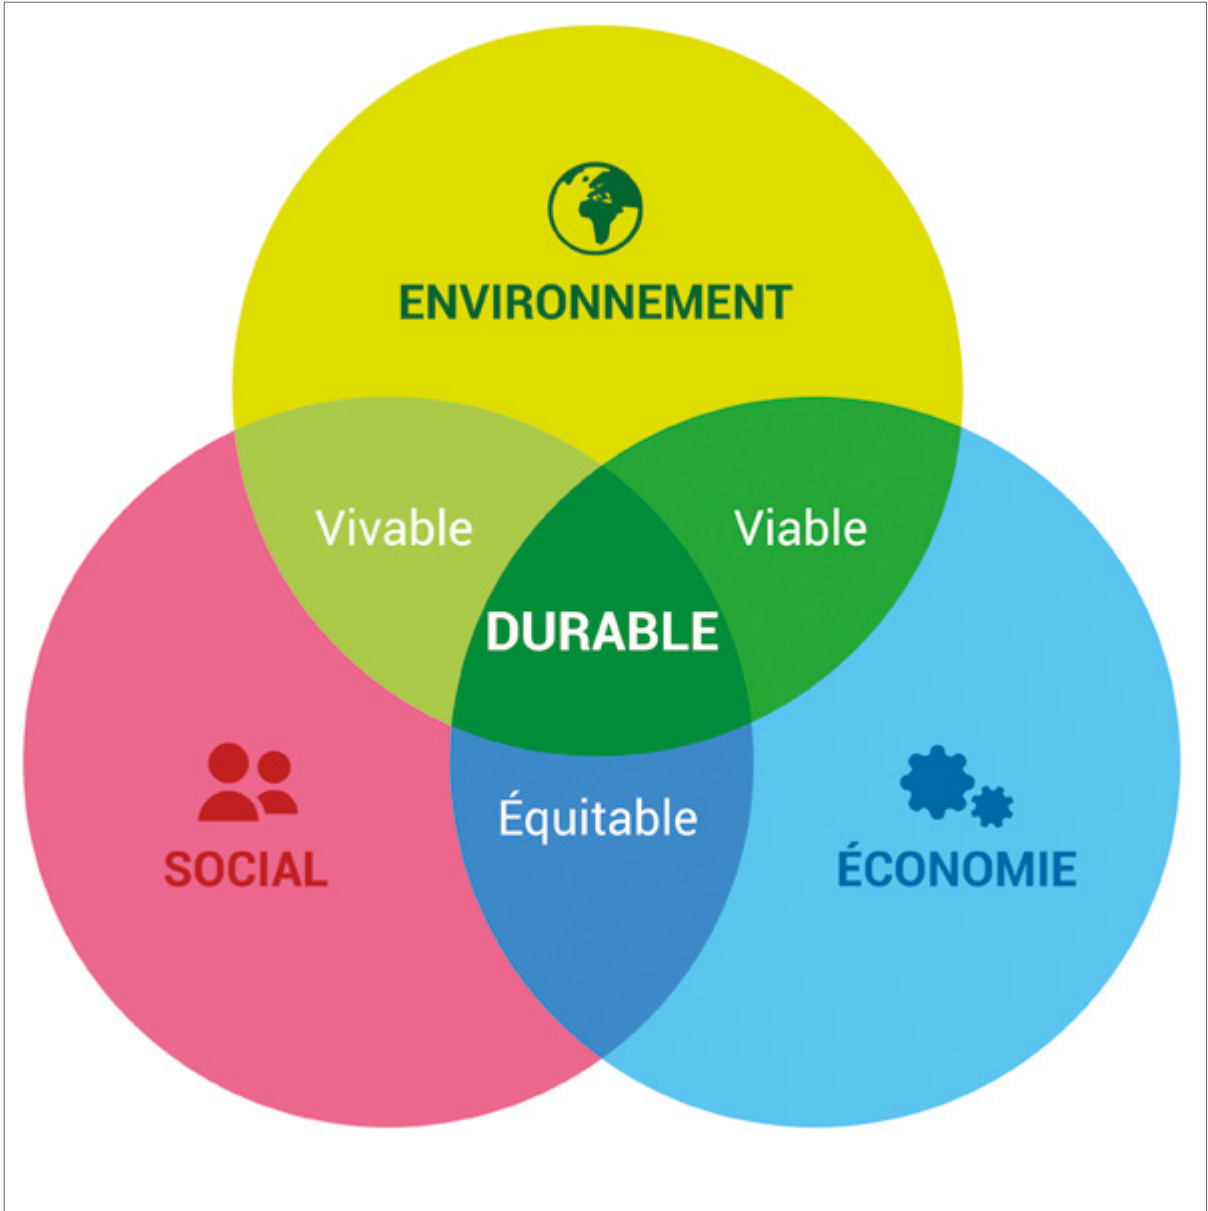 ENVIRONNEMENT
Vivable
Viable
DURABLE
Équitable
SOCIAL
ÉCONOMIE